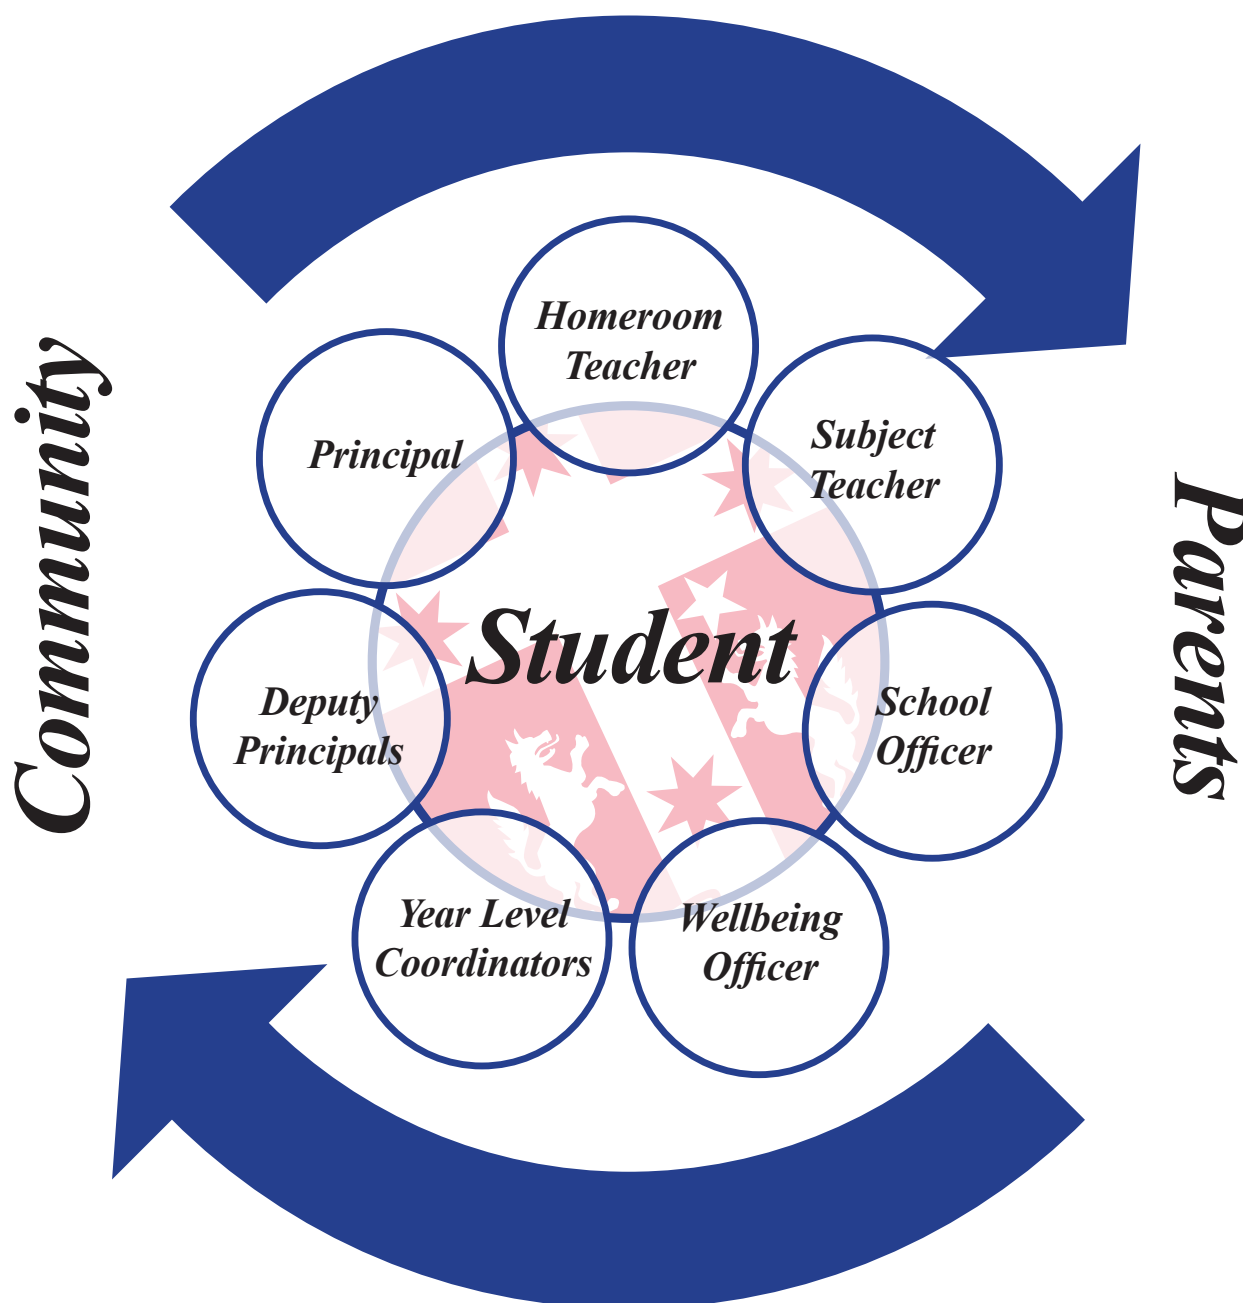 Homeroom
Teacher
Subject
Teacher
Principal
Community
Parents
Student
Deputy
Principals
School
Officer
Year Level
Coordinators
Wellbeing
Officer